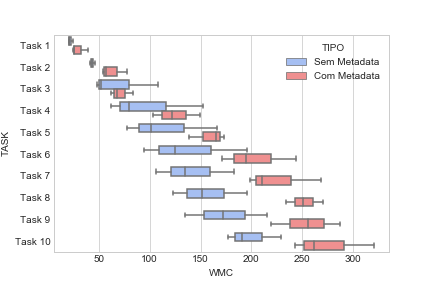 TIPO
Sem Metadata
Com Metadata
TASK
Task 1
Task 2
Task 3
Task 4
Task 5
Task 6
Task 7
Task 8
Task 9
Task 10
50 100 150 200 250 300
WMC